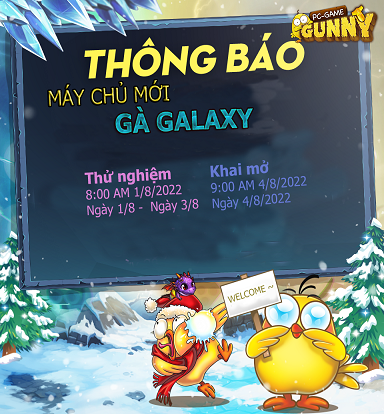 PC-GAME
GUNNY
THÔNG BÁO
MÁY CHỦ MỚI
GÀ GALAXY
Thử nghiệm
8:00 AM 1/8/2022
Ngày 1/8 - Ngày 3/8
Khai mở
9:00 AM 4/8/2022
Ngày 4/8/2022
WELCOME ~